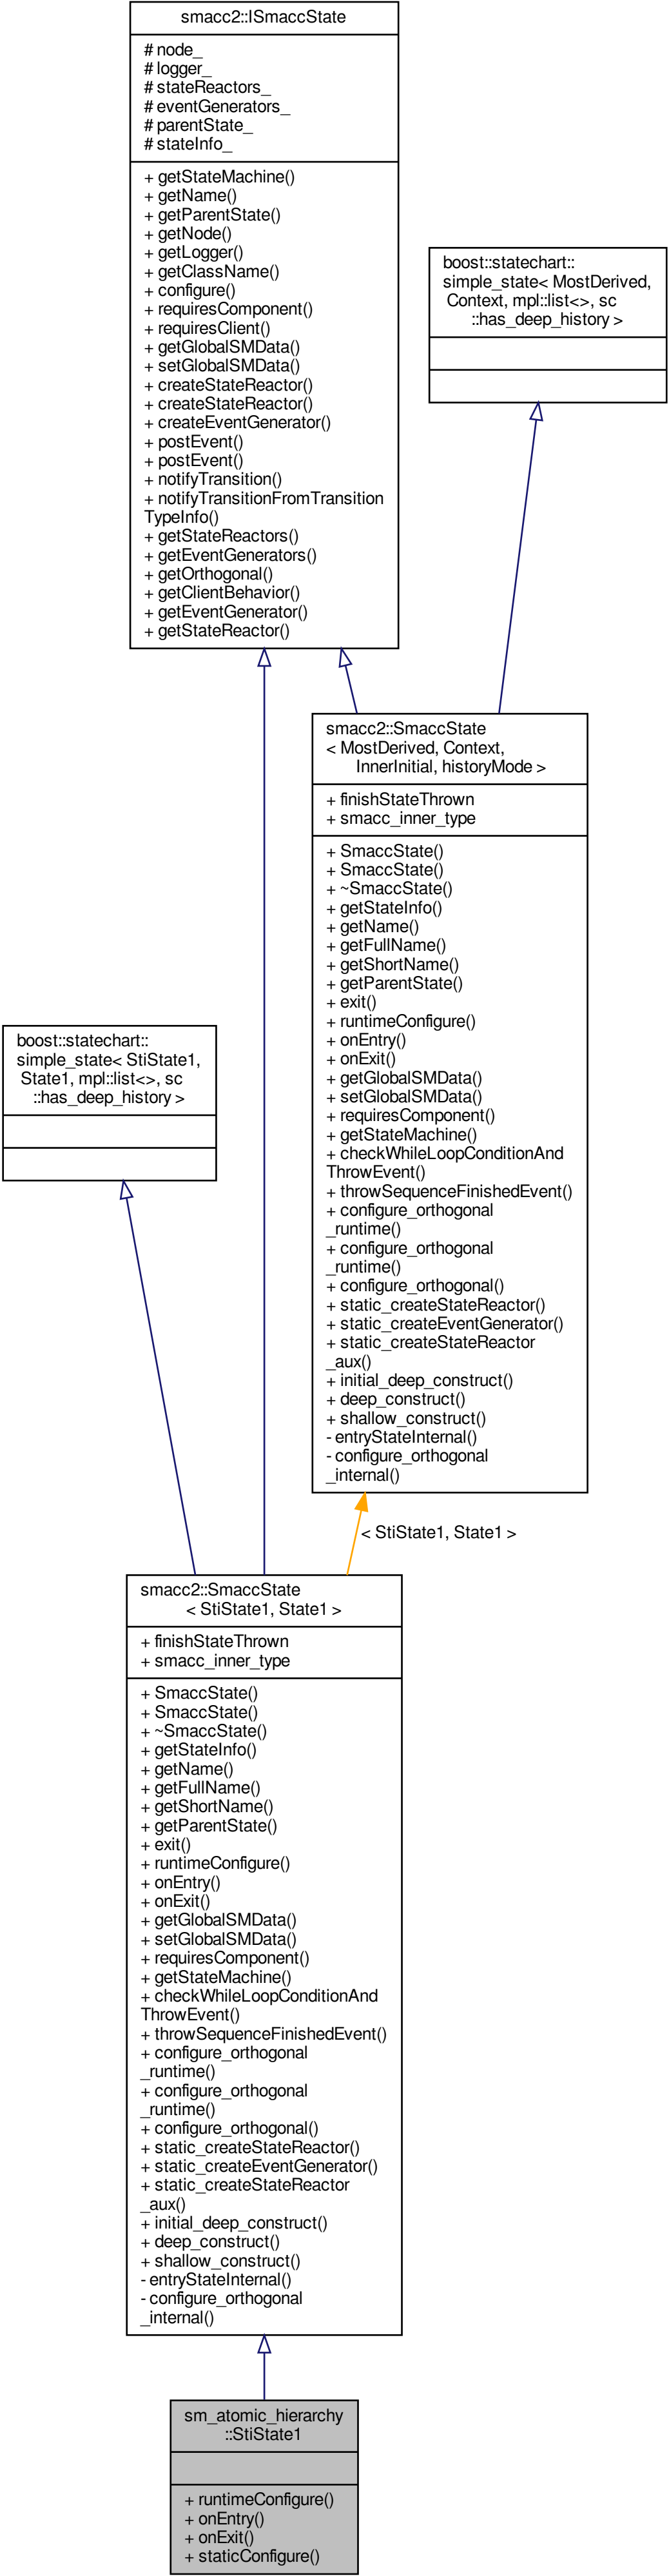 smacc2::ISmaccState
# node_
# logger_
# stateReactors_
# eventGenerators_
# parentState_
# stateInfo_
+ getStateMachine()
+ getName()
+ getParentState()
+ getNode()
+ getLogger()
+ getClassName()
+ configure()
+ requiresComponent()
+ requiresClient()
+ getGlobalSMData()
+ setGlobalSMData()
+ createStateReactor()
+ createStateReactor()
+ createEventGenerator()
+ postEvent()
+ postEvent()
+ notifyTransition()
+ notifyTransitionFromTransition
TypeInfo()
+ getStateReactors()
+ getEventGenerators()
+ getOrthogonal()
+ getClientBehavior()
+ getEventGenerator()
+ getStateReactor()
boost::statechart::
simple_state< MostDerived,
Context, mpl::list<>, sc
::has_deep_history >
smacc2::SmaccState
< MostDerived, Context,
InnerInitial, historyMode >
+ finishStateThrown
+ smacc_inner_type
+ SmaccState()
+ SmaccState()
+ ~SmaccState()
+ getStateInfo()
+ getName()
+ getFullName()
+ getShortName()
+ getParentState()
+ exit()
+ runtimeConfigure()
+ onEntry()
+ onExit()
+ getGlobalSMData()
+ setGlobalSMData()
+ requiresComponent()
+ getStateMachine()
+ checkWhileLoopConditionAnd
ThrowEvent()
+ throwSequenceFinishedEvent()
+ configure_orthogonal
_runtime()
+ configure_orthogonal
_runtime()
+ configure_orthogonal()
+ static_createStateReactor()
+ static_createEventGenerator()
+ static_createStateReactor
_aux()
+ initial_deep_construct()
+ deep_construct()
+ shallow_construct()
- entryStateInternal()
- configure_orthogonal
_internal()
boost::statechart::
simple_state< StiState1,
State1, mpl::list<>, sc
::has_deep_history >
< StiState1, State1 >
smacc2::SmaccState
< StiState1, State1 >
+ finishStateThrown
+ smacc_inner_type
+ SmaccState()
+ SmaccState()
+ ~SmaccState()
+ getStateInfo()
+ getName()
+ getFullName()
+ getShortName()
+ getParentState()
+ exit()
+ runtimeConfigure()
+ onEntry()
+ onExit()
+ getGlobalSMData()
+ setGlobalSMData()
+ requiresComponent()
+ getStateMachine()
+ checkWhileLoopConditionAnd
ThrowEvent()
+ throwSequenceFinishedEvent()
+ configure_orthogonal
_runtime()
+ configure_orthogonal
_runtime()
+ configure_orthogonal()
+ static_createStateReactor()
+ static_createEventGenerator()
+ static_createStateReactor
_aux()
+ initial_deep_construct()
+ deep_construct()
+ shallow_construct()
- entryStateInternal()
- configure_orthogonal
_internal()
sm_atomic_hierarchy
::StiState1
+ runtimeConfigure()
+ onEntry()
+ onExit()
+ staticConfigure()